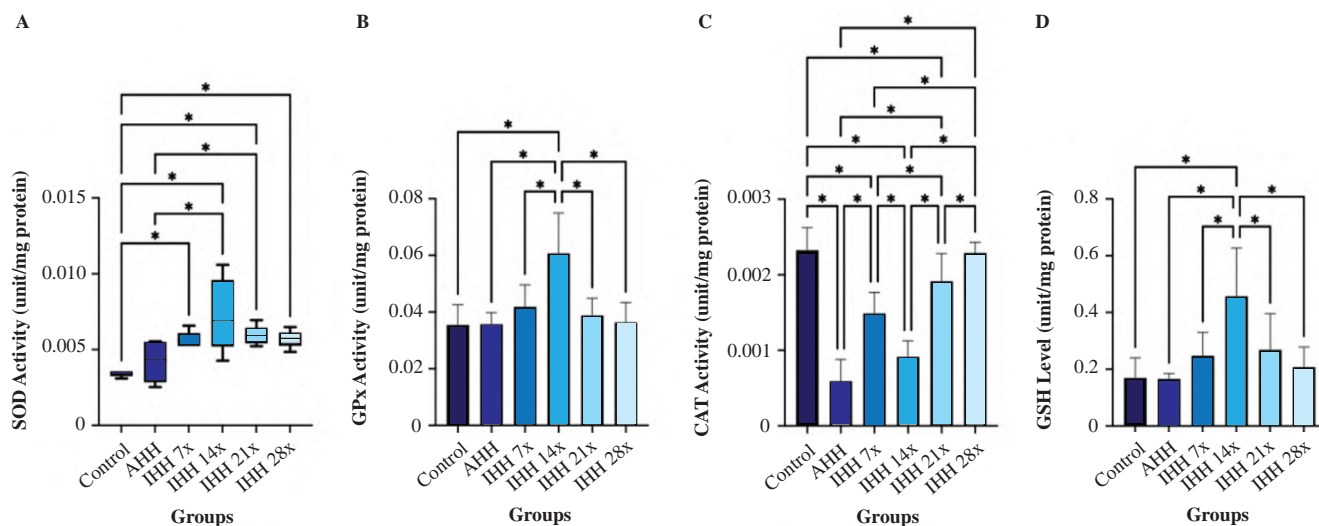 A
B
C
D
SOD Activity (unit/mg protein)
0.015
0.010
0.005
0
Control
AHH
IHH 7x
IHH 14x
IHH 21x
IHH 28x
Groups
* * * * * *
GPx Activity (unit/mg protein)
0.08
0.06
0.04
0.02
0
Control
AHH
IHH 7x
IHH 14x
IHH 21x
IHH 28x
Groups
* * * * *
CAT Activity (unit/mg protein)
0.003
0.002
0.001
0
Control
AHH
IHH 7x
IHH 14x
IHH 21x
IHH 28x
Groups
* * * * * * * * * * * * *
GSH Level (unit/mg protein)
0.8
0.6
0.4
0.2
0
Control
AHH
IHH 7x
IHH 14x
IHH 21x
IHH 28x
Groups
* * * * *